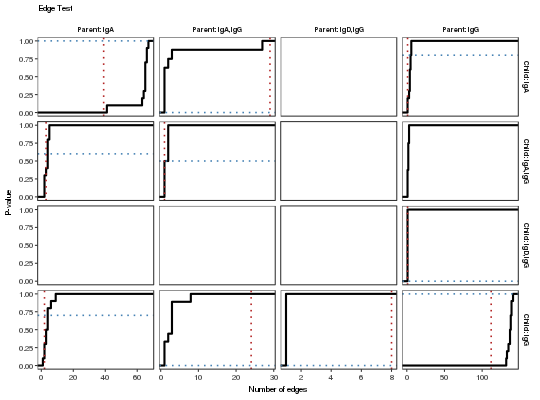 Edge Test
Parent: IgA
Parent: IgA,IgG
Parent: IgD,IgG
Parent: IgG
1.00
0.75
0.50
0.25
0.00
Child: IgA
1.00
0.75
0.50
0.25
0.00
Child: IgA,IgG
P-value
1.00
0.75
0.50
0.25
0.00
Child: IgD,IgG
1.00
0.75
0.50
0.25
0.00
Child: IgG
0 20 40 60
0 10 20 30
2 4 6 8
0 50 100
Number of edges